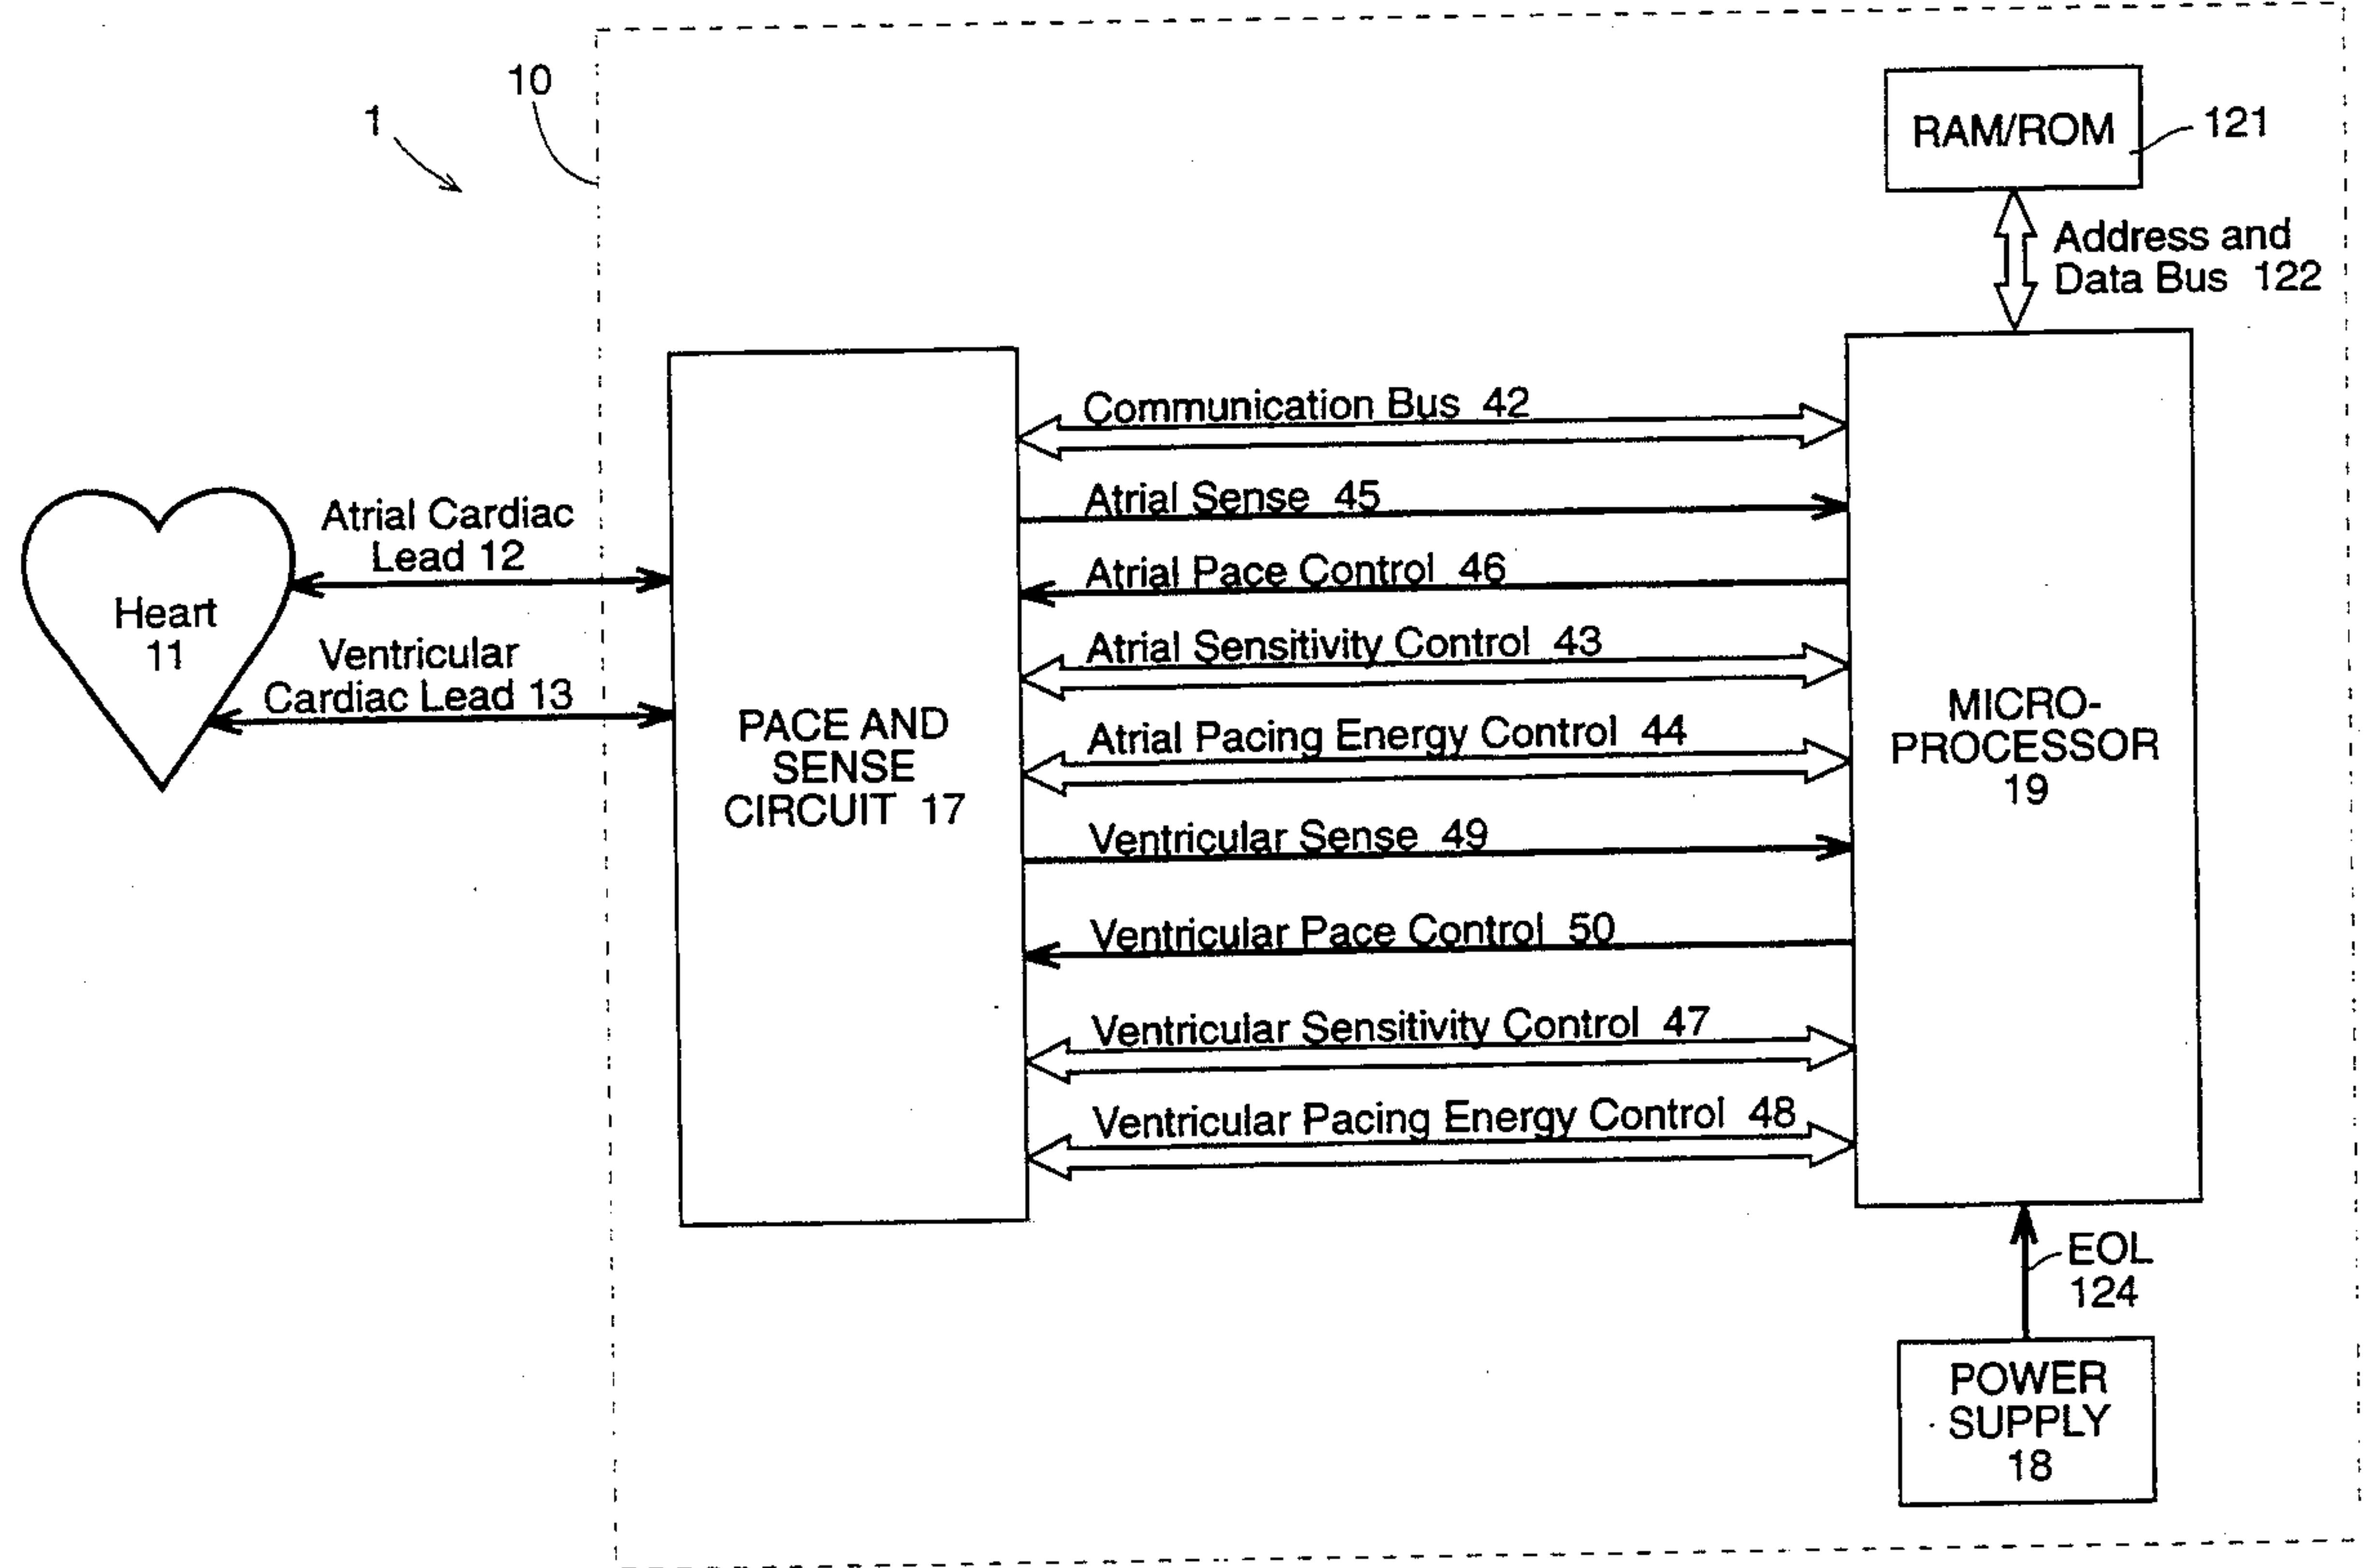 10
1
RAM/ROM
121
Address and
Data Bus 122
Communication Bus 42
Atrial Sense 45
Atrial Cardiac
Lead 12
Atrial Pace Control 46
Heart
11
Ventricular
Cardiac Lead 13
Atrial Sensitivity Control 43
PACE AND
SENSE
CIRCUIT 17
Atrial Pacing Energy Control 44
MICRO-
PROCESSOR
19
Ventricular Sense 49
Ventricular Pace Control 50
Ventricular Sensitivity Control 47
Ventricular Pacing Energy Control 48
EOL
124
POWER
SUPPLY
18